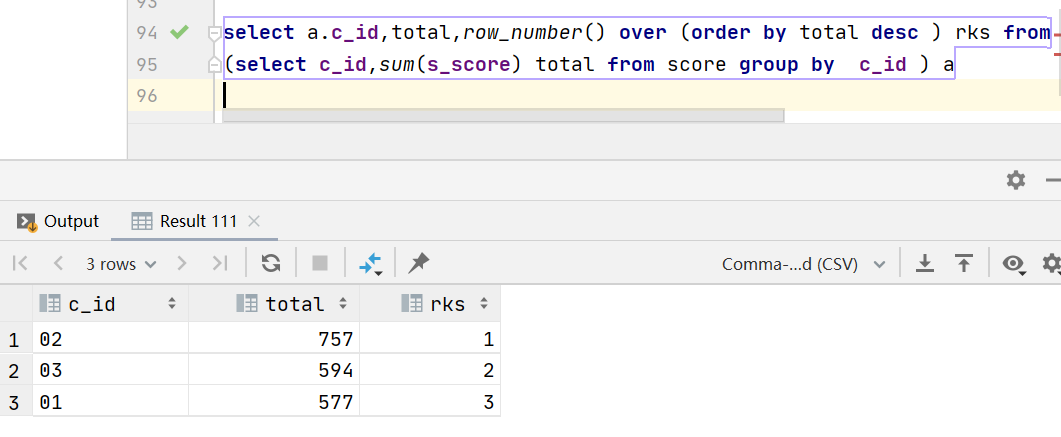 93
94 select a.c_id,total,row_number() over (order by total desc ) rks from
95 (select c_id,sum(s_score) total from score group by  c_id ) a
96
Output Result 111
3 rows Comma-...d (CSV)
c_id total rks
1 02 757 1
2 03 594 2
3 01 577 3